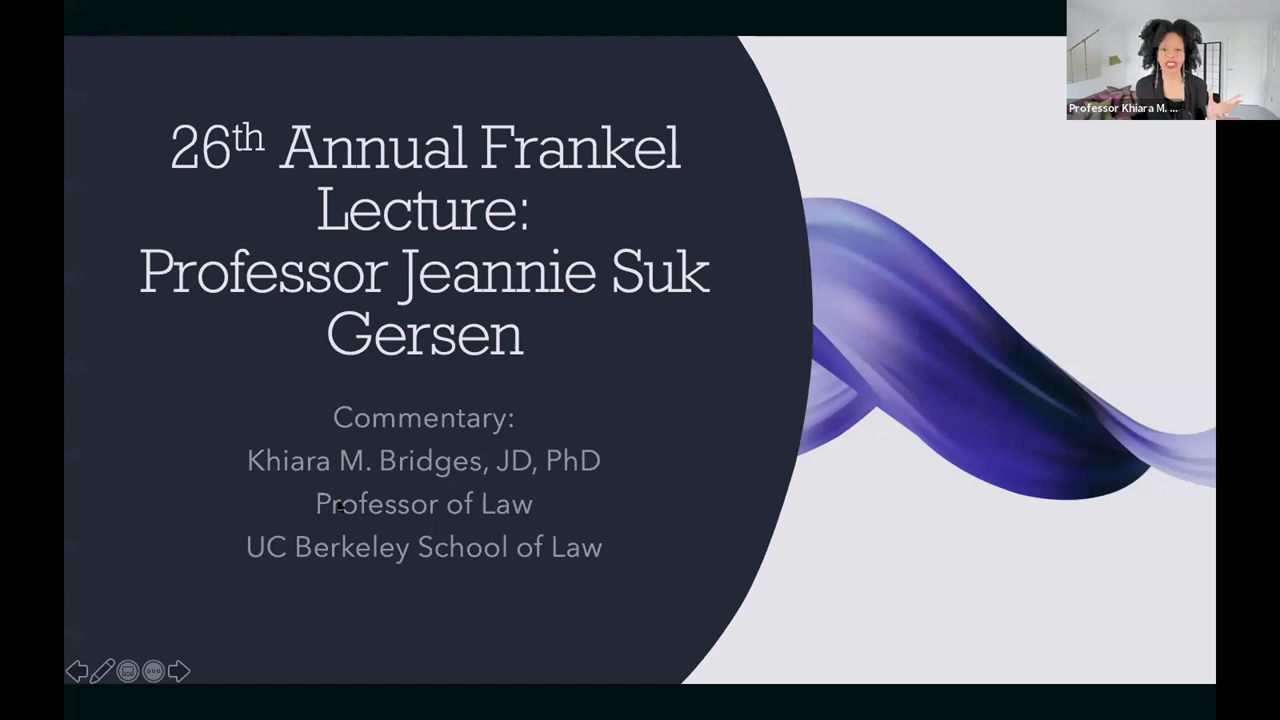 26th Annual Frankel
Lecture:
Professor Jeannie Suk
Gersen
Commentary:
Khiara M. Bridges, JD, PhD
Professor of Law
UC Berkeley School of Law
Professor Khiara M. ...